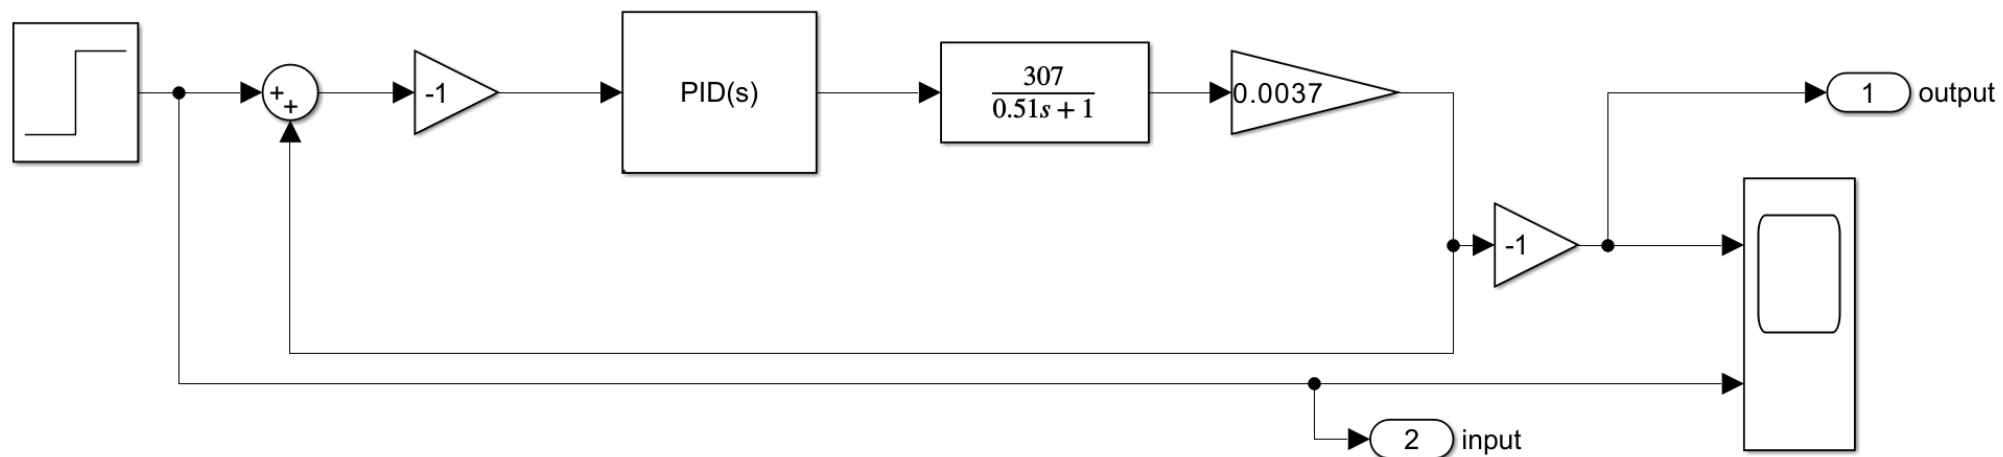 +
+
-1
PID(s)
307
0.51s + 1
0.0037
-1
1
output
2
input